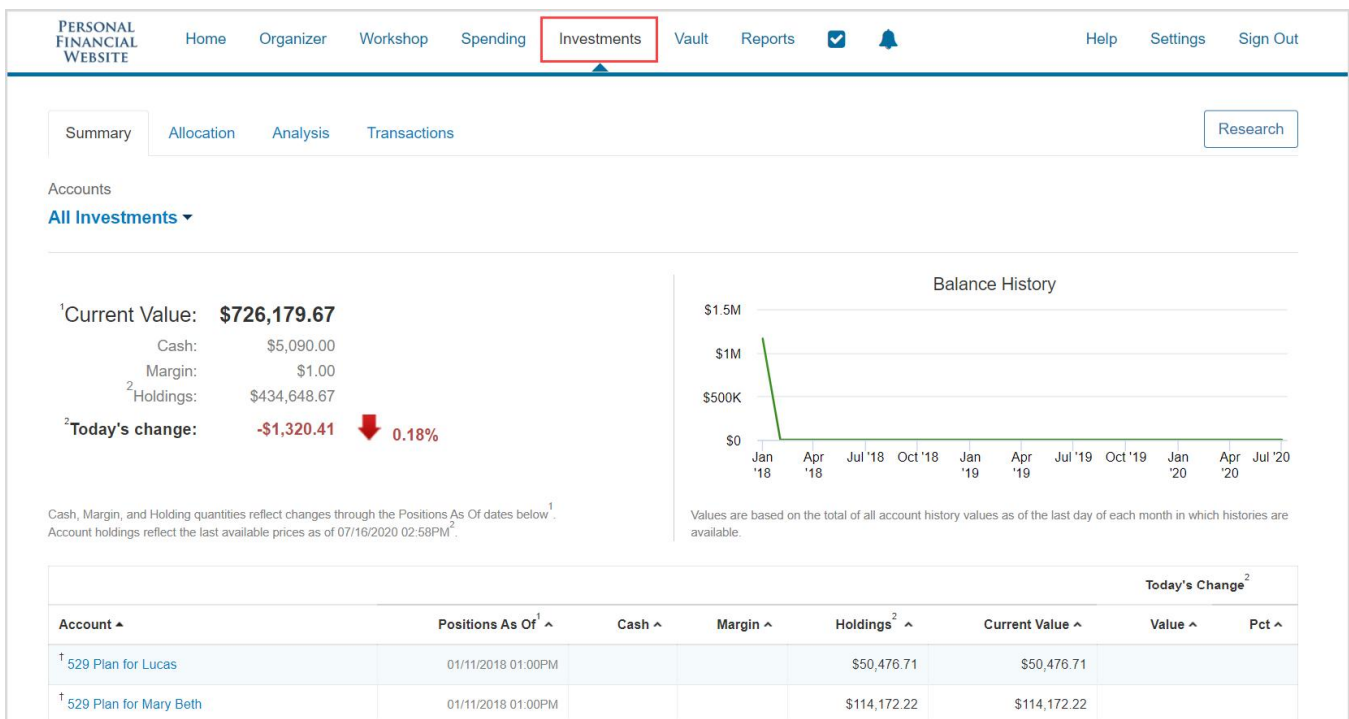 PERSONAL
FINANCIAL
WEBSITE
Home Organizer Workshop Spending Investments Vault Reports Help Settings Sign Out
Summary Allocation Analysis Transactions Research
Accounts
All Investments
1Current Value: $726,179.67
Cash: $5,090.00
Margin: $1.00
2Holdings: $434,648.67
2Today's change: -$1,320.41 0.18%
Cash, Margin, and Holding quantities reflect changes through the Positions As Of dates below1.
Account holdings reflect the last available prices as of 07/16/2020 02:58PM2.
Balance History
$1.5M
$1M
$500K
$0
Jan '18 Apr '18 Jul '18 Oct '18 Jan '19 Apr '19 Jul '19 Oct '19 Jan '20 Apr '20 Jul '20
Values are based on the total of all account history values as of the last day of each month in which histories are
available.
Today's Change2
Account Positions As Of1 Cash Margin Holdings2 Current Value Value Pct
† 529 Plan for Lucas 01/11/2018 01:00PM $50,476.71 $50,476.71
† 529 Plan for Mary Beth 01/11/2018 01:00PM $114,172.22 $114,172.22